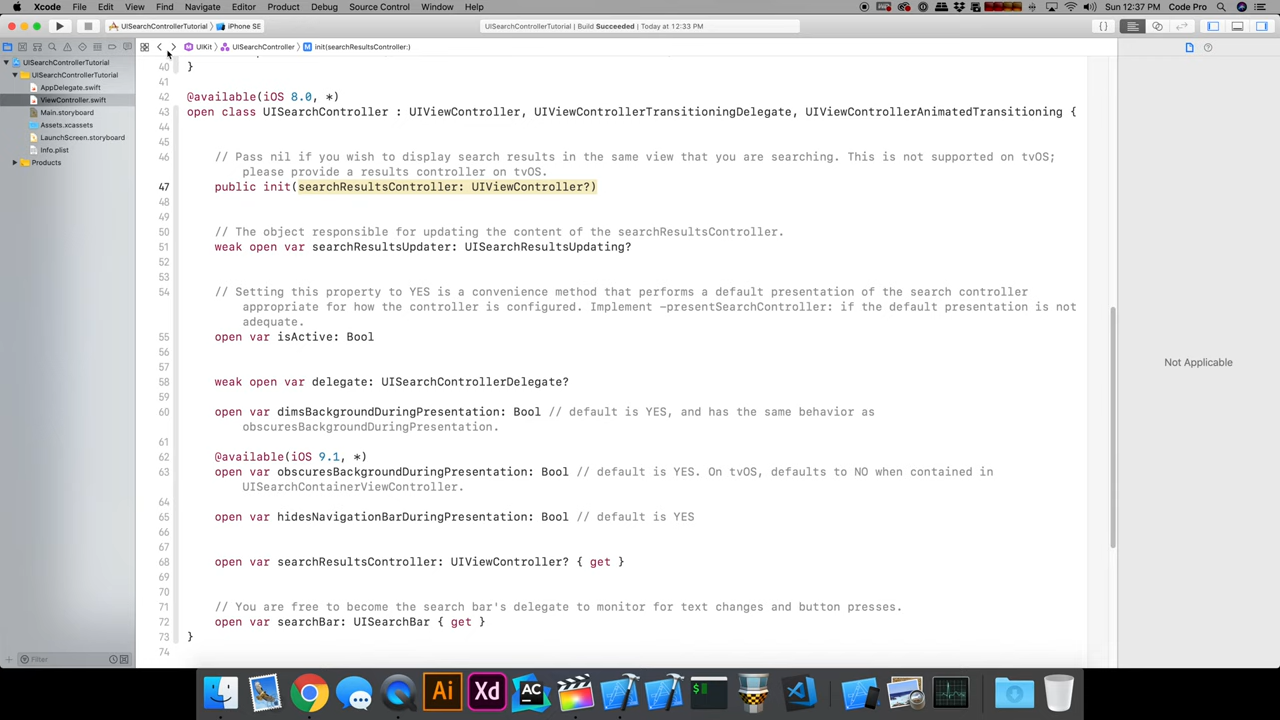 Xcode File Edit View Find Navigate Editor Product Debug Source Control Window Help
Sun 12:37 PM Code Pro
UISearchControllerTutorial iPhone SE
UISearchControllerTutorial | Build Succeeded | Today at 12:33 PM
UIKit UISearchController init(searchResultsController:)
UISearchControllerTutorial
UISearchControllerTutorial
AppDelegate.swift
ViewController.swift
Main.storyboard
Assets.xcassets
LaunchScreen.storyboard
Info.plist
Products
Filter
40 }
41
42 @available(iOS 8.0, *)
43 open class UISearchController : UIViewController, UIViewControllerTransitioningDelegate, UIViewControllerAnimatedTransitioning {
44
45
46 // Pass nil if you wish to display search results in the same view that you are searching. This is not supported on tvOS;
please provide a results controller on tvOS.
47 public init(searchResultsController: UIViewController?)
48
49
50 // The object responsible for updating the content of the searchResultsController.
51 weak open var searchResultsUpdater: UISearchResultsUpdating?
52
53
54 // Setting this property to YES is a convenience method that performs a default presentation of the search controller
appropriate for how the controller is configured. Implement -presentSearchController: if the default presentation is not
adequate.
55 open var isActive: Bool
56
57
58 weak open var delegate: UISearchControllerDelegate?
59
60 open var dimsBackgroundDuringPresentation: Bool // default is YES, and has the same behavior as
obscuresBackgroundDuringPresentation.
61
62 @available(iOS 9.1, *)
63 open var obscuresBackgroundDuringPresentation: Bool // default is YES. On tvOS, defaults to NO when contained in
UISearchContainerViewController.
64
65 open var hidesNavigationBarDuringPresentation: Bool // default is YES
66
67
68 open var searchResultsController: UIViewController? { get }
69
70
71 // You are free to become the search bar's delegate to monitor for text changes and button presses.
72 open var searchBar: UISearchBar { get }
73 }
74
Not Applicable
Ai
Xd
AC